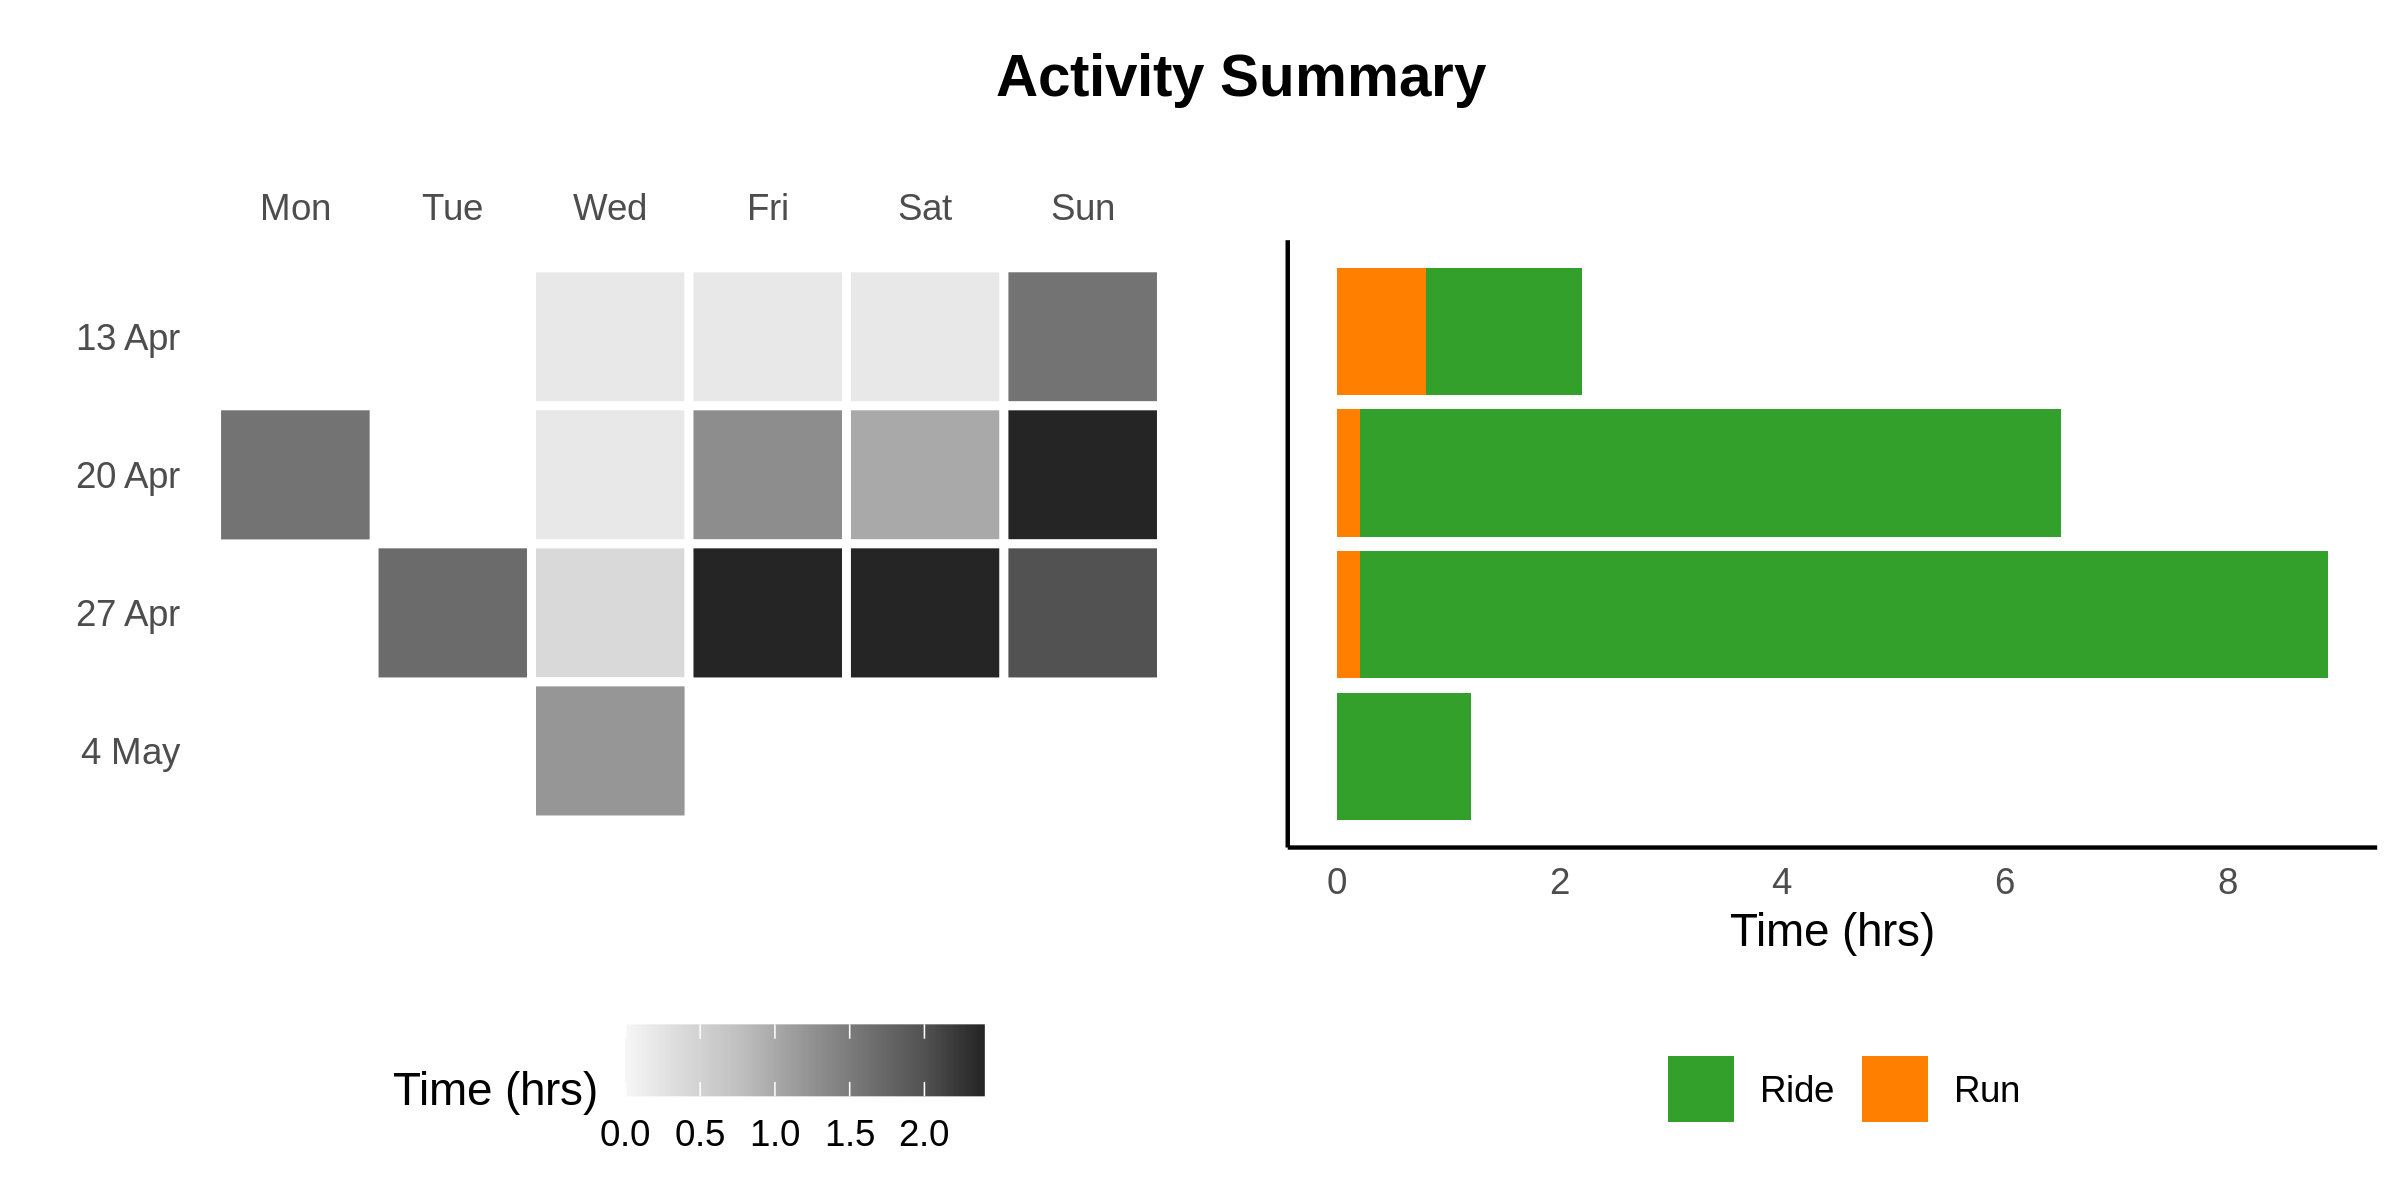 Activity Summary
Mon Tue Wed Fri Sat Sun
13 Apr
20 Apr
27 Apr
4 May
0 2 4 6 8
Time (hrs)
Time (hrs)
0.0 0.5 1.0 1.5 2.0
Ride Run